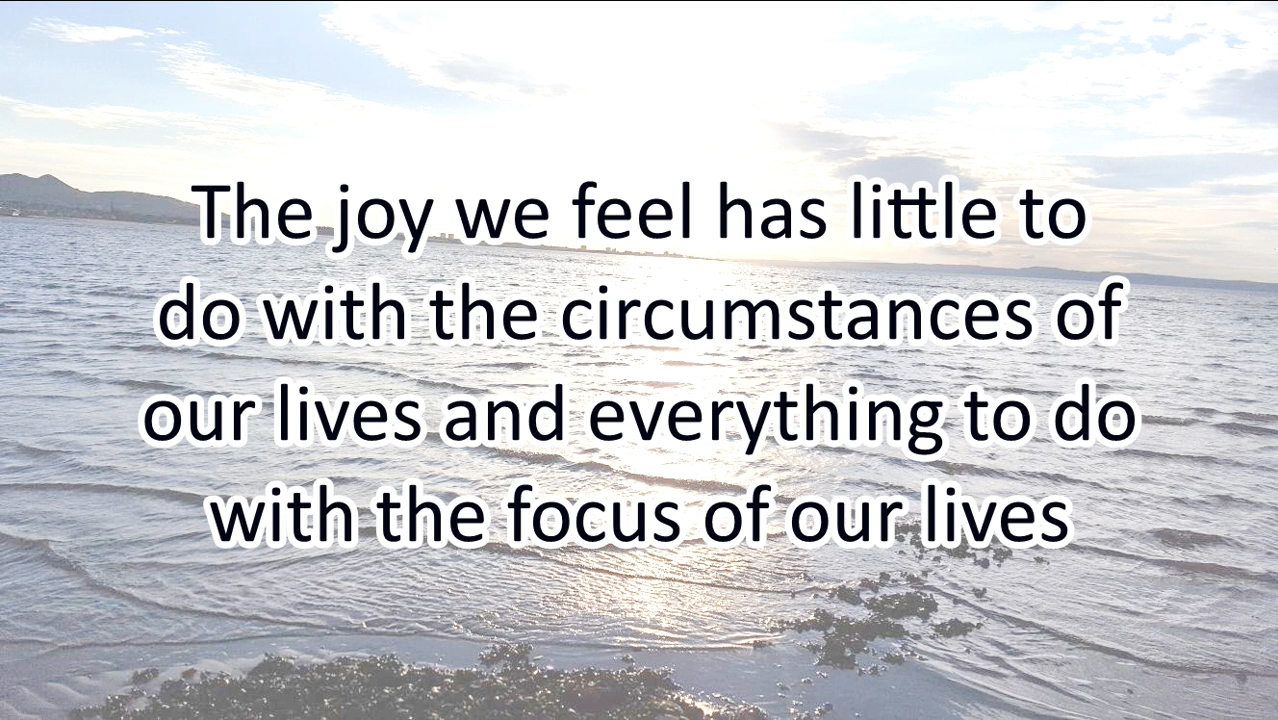 The joy we feel has little to
do with the circumstances of
our lives and everything to do
with the focus of our lives